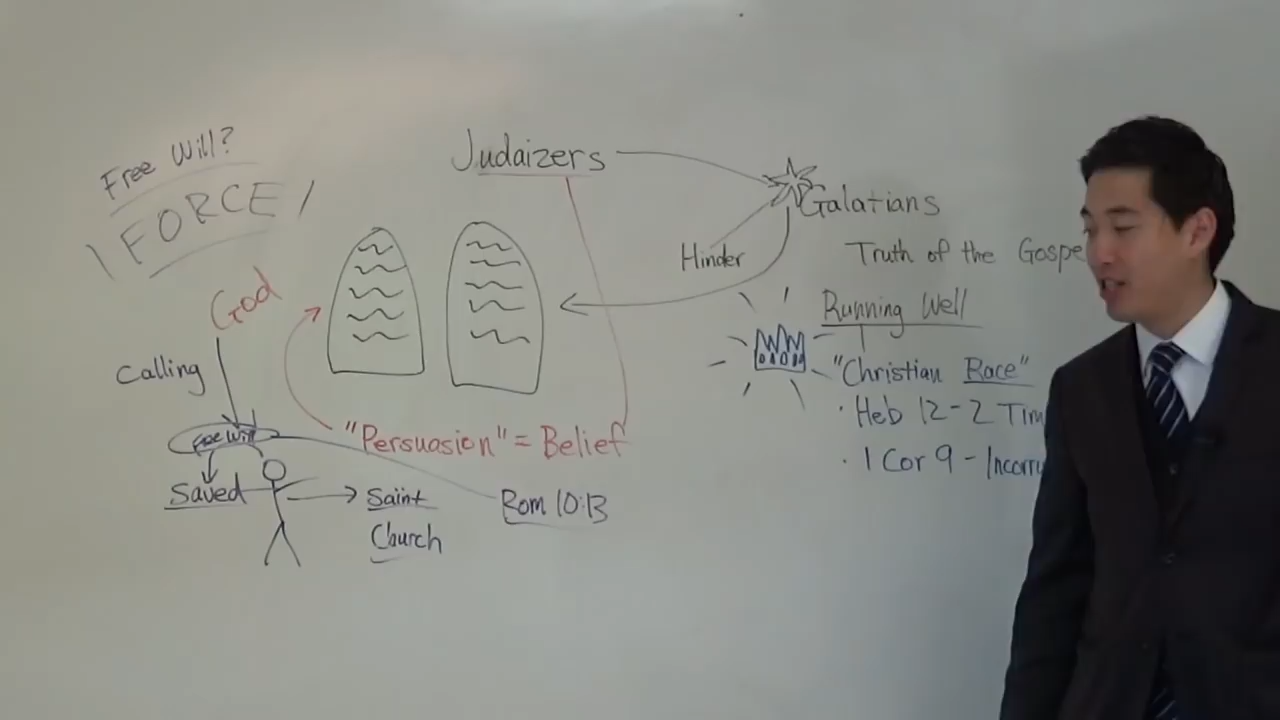 Free Will?
FORCE
God
Calling
Free Will
Saved
Saint
Church
Judaizers
Hinder
"Persuasion" = Belief
Rom 10:13
Galatians
Truth of the Gospe
Running Well
"Christian Race"
· Heb 12 - 2 Tim
· 1 Cor 9 - Incorru